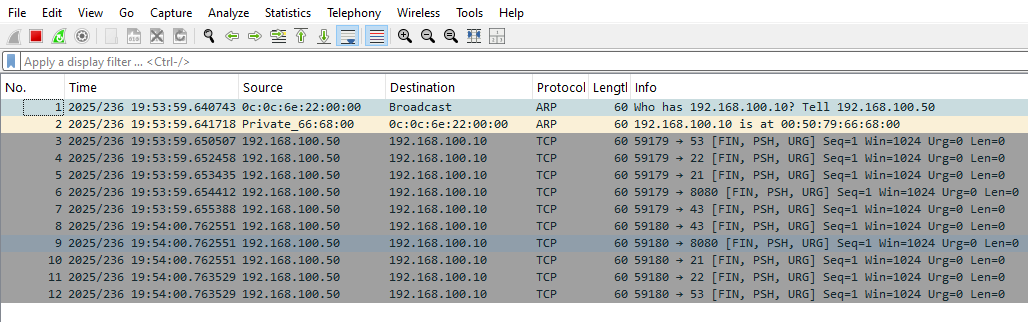 File Edit View Go Capture Analyze Statistics Telephony Wireless Tools Help
Apply a display filter ... <Ctrl-/>
No. Time Source Destination Protocol Lengtl Info
1 2025/236 19:53:59.640743 0c:0c:6e:22:00:00 Broadcast ARP 60 Who has 192.168.100.10? Tell 192.168.100.50
2 2025/236 19:53:59.641718 Private_66:68:00 0c:0c:6e:22:00:00 ARP 60 192.168.100.10 is at 00:50:79:66:68:00
3 2025/236 19:53:59.650507 192.168.100.50 192.168.100.10 TCP 60 59179 → 53 [FIN, PSH, URG] Seq=1 Win=1024 Urg=0 Len=0
4 2025/236 19:53:59.652458 192.168.100.50 192.168.100.10 TCP 60 59179 → 22 [FIN, PSH, URG] Seq=1 Win=1024 Urg=0 Len=0
5 2025/236 19:53:59.653435 192.168.100.50 192.168.100.10 TCP 60 59179 → 21 [FIN, PSH, URG] Seq=1 Win=1024 Urg=0 Len=0
6 2025/236 19:53:59.654412 192.168.100.50 192.168.100.10 TCP 60 59179 → 8080 [FIN, PSH, URG] Seq=1 Win=1024 Urg=0 Len=0
7 2025/236 19:53:59.655388 192.168.100.50 192.168.100.10 TCP 60 59179 → 43 [FIN, PSH, URG] Seq=1 Win=1024 Urg=0 Len=0
8 2025/236 19:54:00.762551 192.168.100.50 192.168.100.10 TCP 60 59180 → 43 [FIN, PSH, URG] Seq=1 Win=1024 Urg=0 Len=0
9 2025/236 19:54:00.762551 192.168.100.50 192.168.100.10 TCP 60 59180 → 8080 [FIN, PSH, URG] Seq=1 Win=1024 Urg=0 Len=0
10 2025/236 19:54:00.762551 192.168.100.50 192.168.100.10 TCP 60 59180 → 21 [FIN, PSH, URG] Seq=1 Win=1024 Urg=0 Len=0
11 2025/236 19:54:00.763529 192.168.100.50 192.168.100.10 TCP 60 59180 → 22 [FIN, PSH, URG] Seq=1 Win=1024 Urg=0 Len=0
12 2025/236 19:54:00.763529 192.168.100.50 192.168.100.10 TCP 60 59180 → 53 [FIN, PSH, URG] Seq=1 Win=1024 Urg=0 Len=0